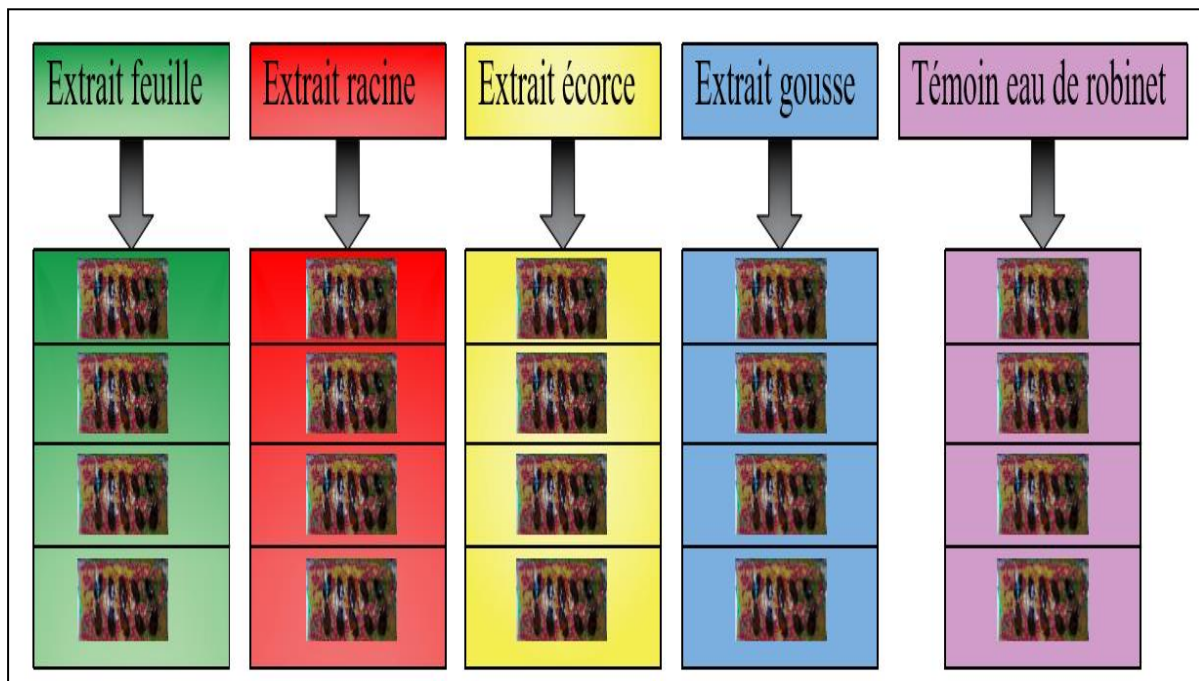 Extrait feuille
Extrait racine
Extrait écorce
Extrait gousse
Témoin eau de robinet